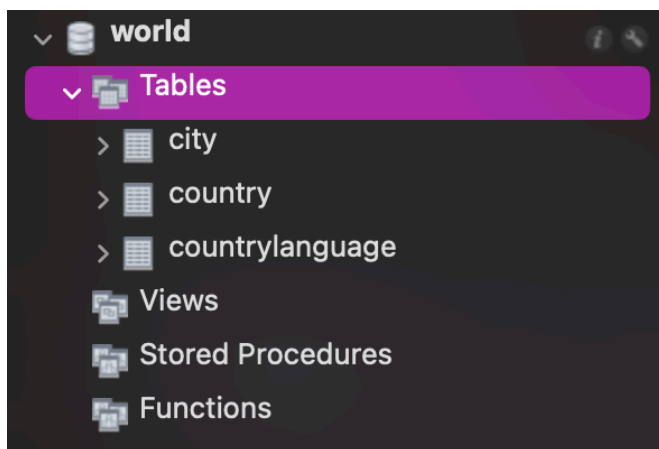 world
Tables
city
country
countrylanguage
Views
Stored Procedures
Functions